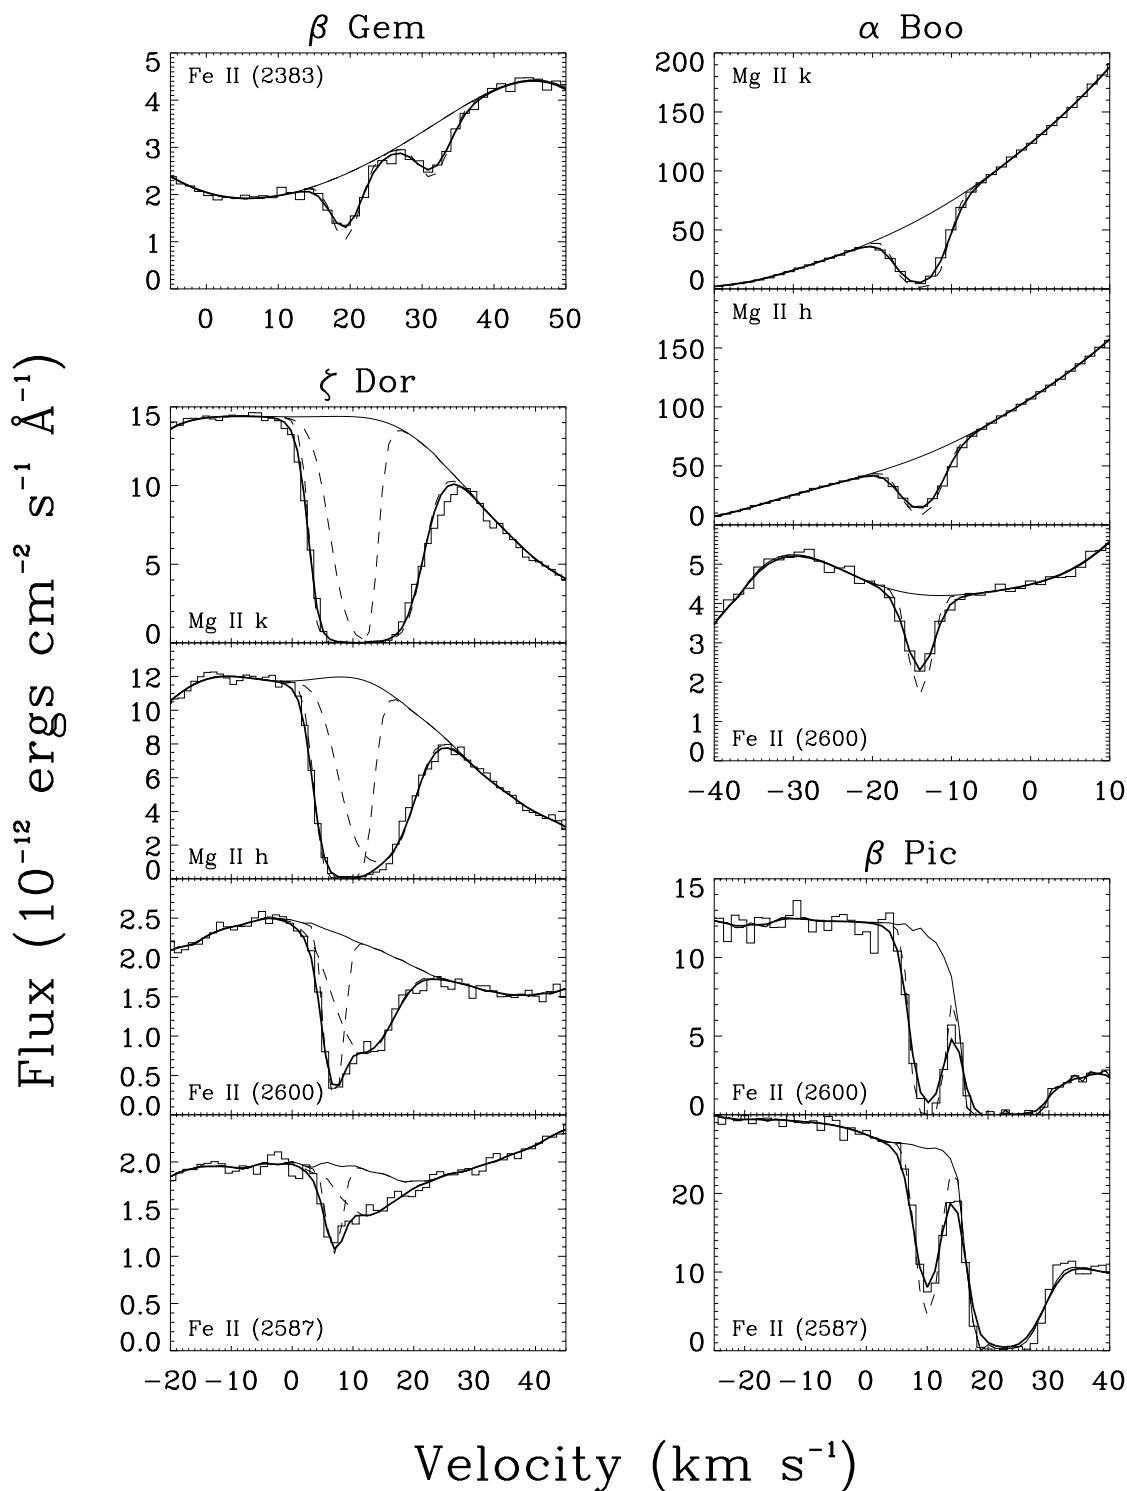 β Gem
Fe II (2383)
5
4
3
2
1
0
0 10 20 30 40 50
α Boo
Mg II k
200
150
100
50
0
Mg II h
150
100
50
0
5
4
3
2
1
0
Fe II (2600)
-40 -30 -20 -10 0 10
ζ Dor
15
10
5
0
Mg II k
12
10
8
6
4
2
0
Mg II h
2.5
2.0
1.5
1.0
0.5
0.0
Fe II (2600)
2.0
1.5
1.0
0.5
0.0
Fe II (2587)
-20 -10 0 10 20 30 40
β Pic
15
10
5
0
Fe II (2600)
20
10
0
Fe II (2587)
-20 -10 0 10 20 30 40
Flux (10⁻¹² ergs cm⁻² s⁻¹ Å⁻¹)
Velocity (km s⁻¹)